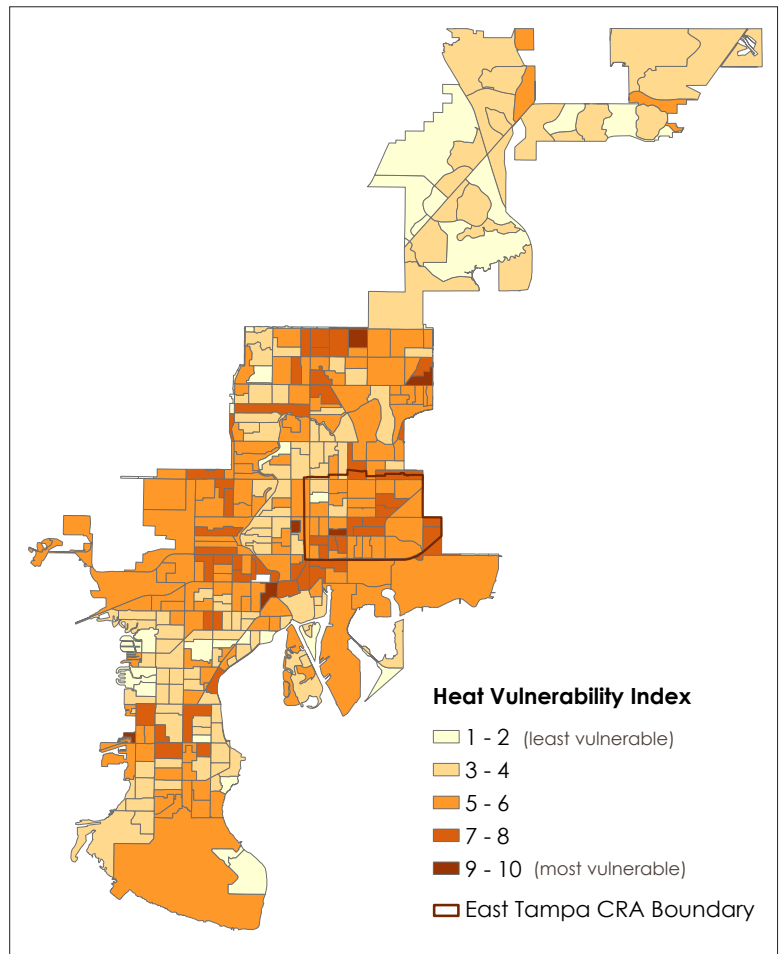 Heat Vulnerability Index
1 - 2 (least vulnerable)
3 - 4
5 - 6
7 - 8
9 - 10 (most vulnerable)
East Tampa CRA Boundary